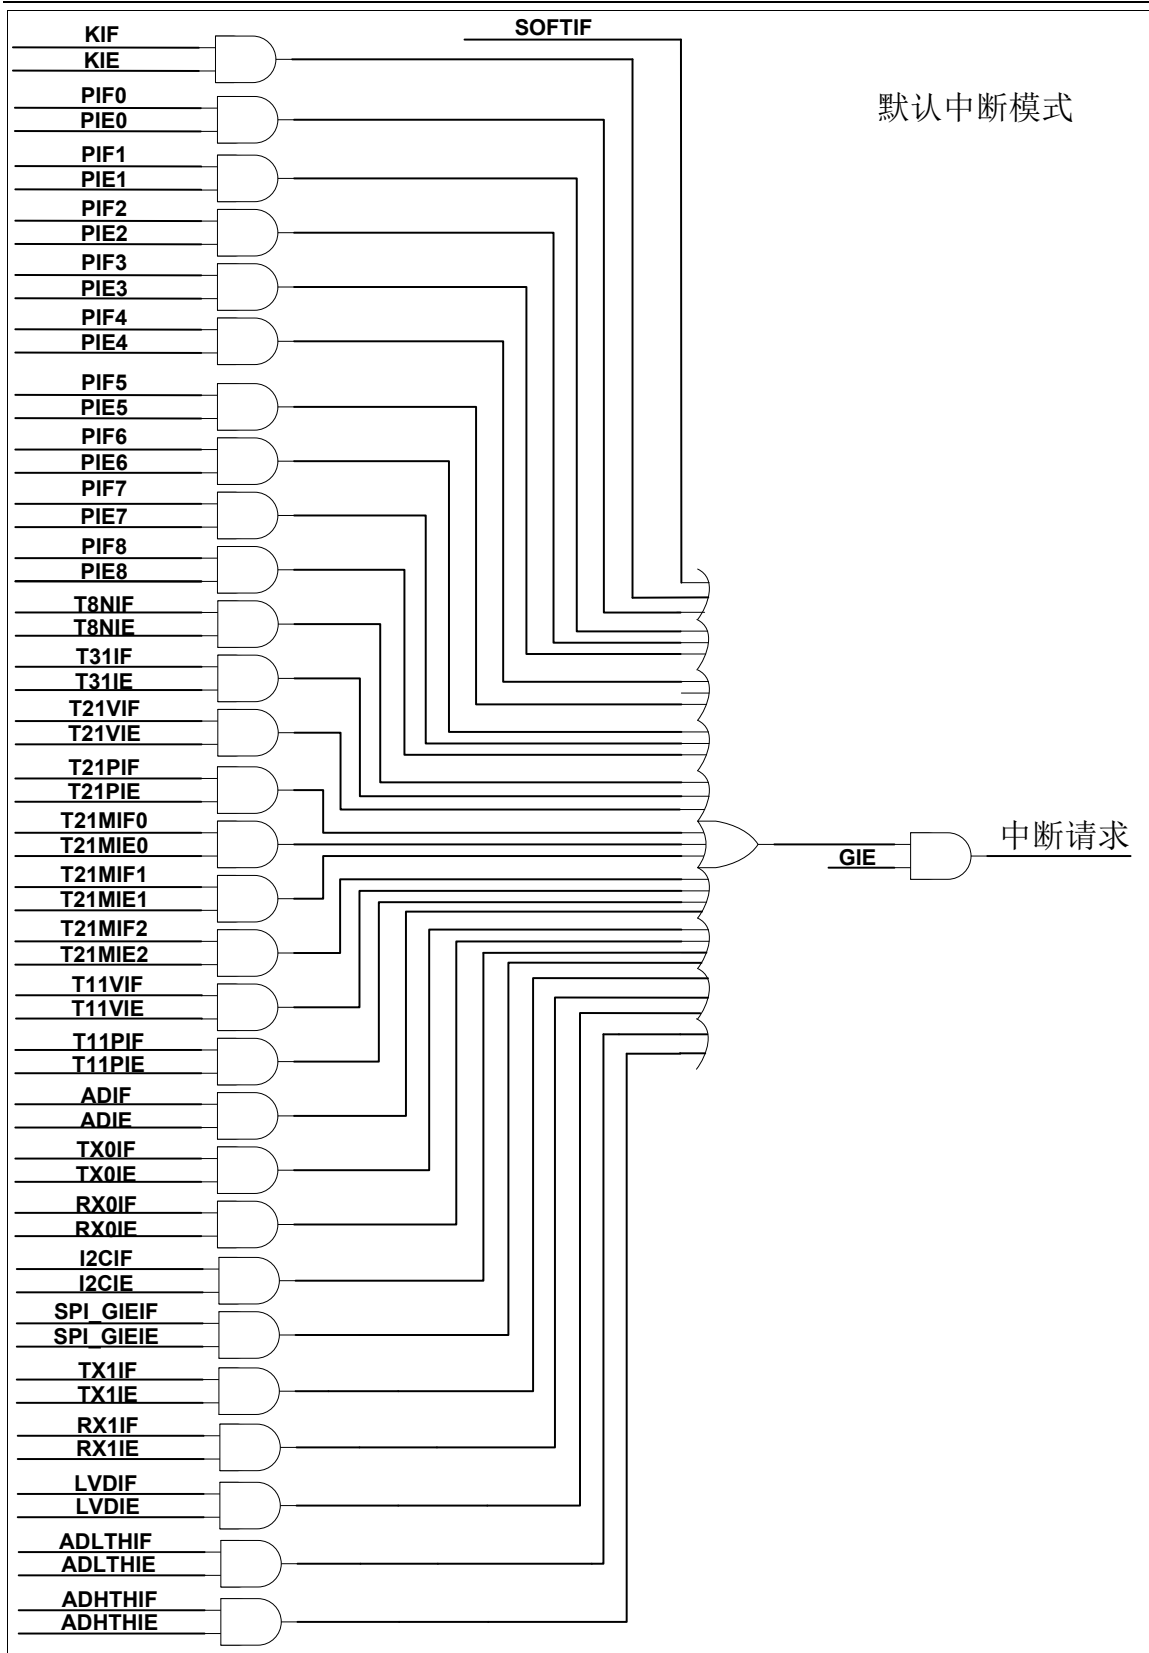 SOFTIF
KIF
KIE
默认中断模式
PIF0
PIE0
PIF1
PIE1
PIF2
PIE2
PIF3
PIE3
PIF4
PIE4
PIF5
PIE5
PIF6
PIE6
PIF7
PIE7
PIF8
PIE8
T8NIF
T8NIE
T31IF
T31IE
T21VIF
T21VIE
T21PIF
T21PIE
T21MIF0
T21MIE0
中断请求
GIE
T21MIF1
T21MIE1
T21MIF2
T21MIE2
T11VIF
T11VIE
T11PIF
T11PIE
ADIF
ADIE
TX0IF
TX0IE
RX0IF
RX0IE
I2CIF
I2CIE
SPI_GIEIF
SPI_GIEIE
TX1IF
TX1IE
RX1IF
RX1IE
LVDIF
LVDIE
ADLTHIF
ADLTHIE
ADHTHIF
ADHTHIE